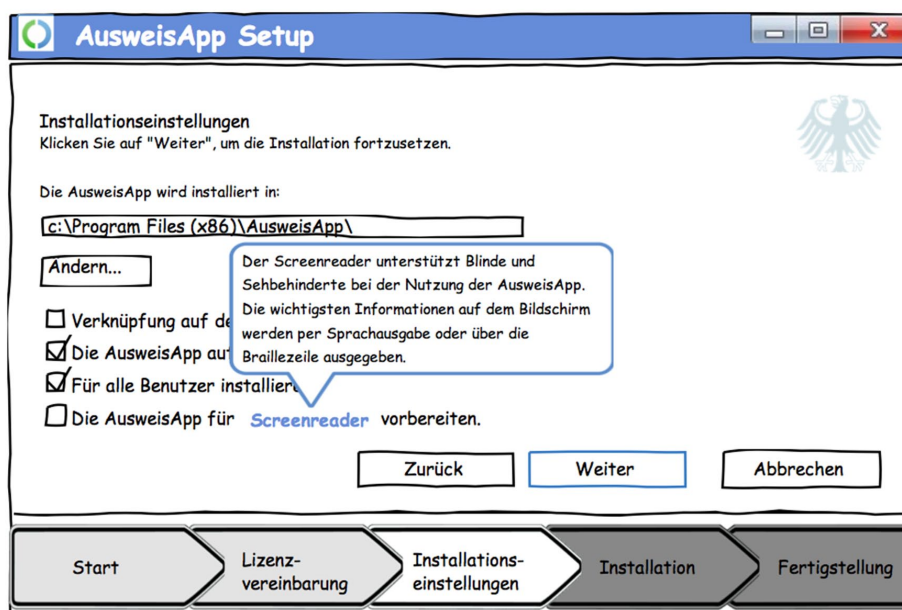 AusweisApp Setup
Installationseinstellungen
Klicken Sie auf "Weiter", um die Installation fortzusetzen.
Die AusweisApp wird installiert in:
c:\Program Files (x86)\AusweisApp\
Ändern...
Der Screenreader unterstützt Blinde und
Sehbehinderte bei der Nutzung der AusweisApp.
Die wichtigsten Informationen auf dem Bildschirm
werden per Sprachausgabe oder über die
Braillezeile ausgegeben.
Verknüpfung auf de
Die AusweisApp aut
Für alle Benutzer installiere
Die AusweisApp für Screenreader vorbereiten.
Zurück Weiter Abbrechen
Start
Lizenz-
vereinbarung
Installations-
einstellungen
Installation
Fertigstellung